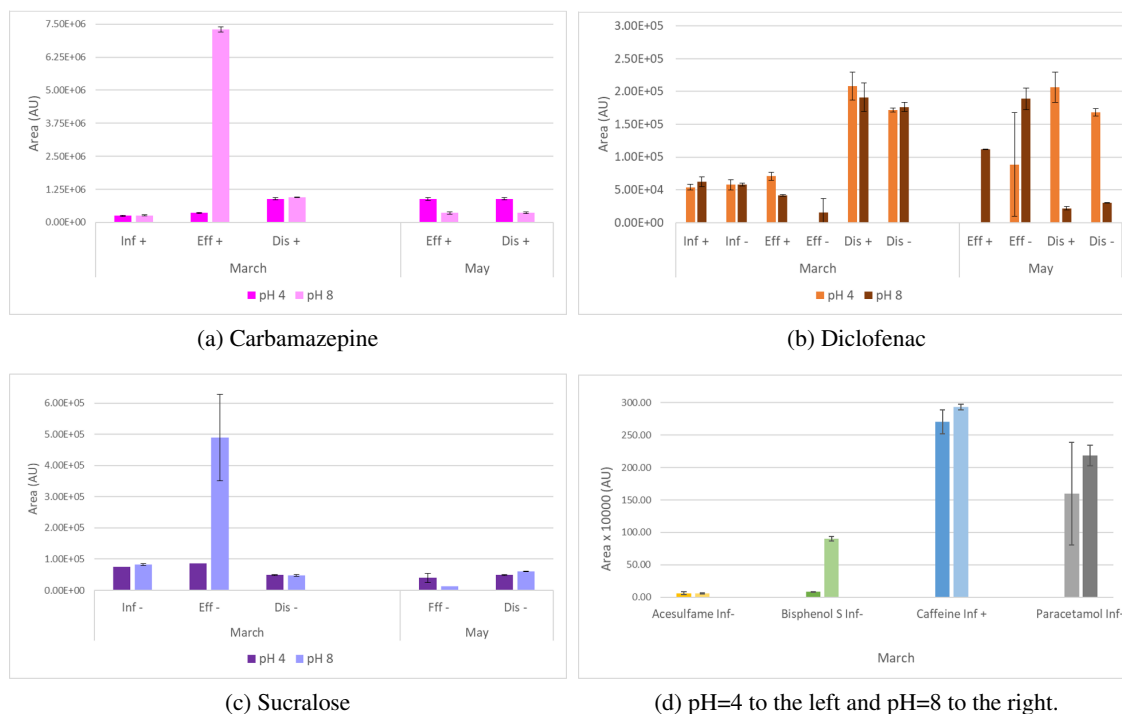 7.50E+06
6.25E+06
5.00E+06
3.75E+06
2.50E+06
1.25E+06
0.00E+00
Area (AU)
Inf + Eff + Dis + Eff + Dis +
March May
pH 4 pH 8
(a) Carbamazepine
3.00E+05
2.50E+05
2.00E+05
1.50E+05
1.00E+05
5.00E+04
0.00E+00
Area (AU)
Inf + Inf - Eff + Eff - Dis + Dis - Eff + Eff - Dis + Dis -
March May
pH 4 pH 8
(b) Diclofenac
6.00E+05
5.00E+05
4.00E+05
3.00E+05
2.00E+05
1.00E+05
0.00E+00
Area (AU)
Inf - Eff - Dis - Fff - Dis -
March May
pH 4 pH 8
(c) Sucralose
300.00
250.00
200.00
150.00
100.00
50.00
0.00
Area x 10000 (AU)
Acesulfame Inf- Bisphenol S Inf- Caffeine Inf + Paracetamol Inf-
March
(d) pH=4 to the left and pH=8 to the right.